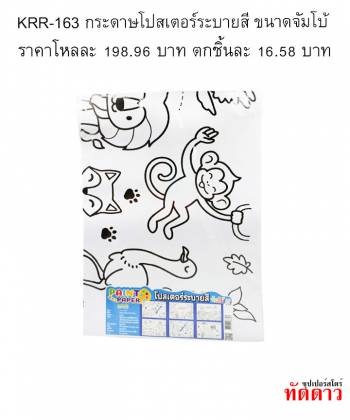 KRR-163 กระดาษโปสเตอร์ระบายสี ขนาดจัมโบ้
ราคาโหลละ 198.96 บาท ตกชิ้นละ 16.58 บาท
PAINT
PAPER
โปสเตอร์ระบายสี
ซุปเปอร์สโตร์
ทัดดาว